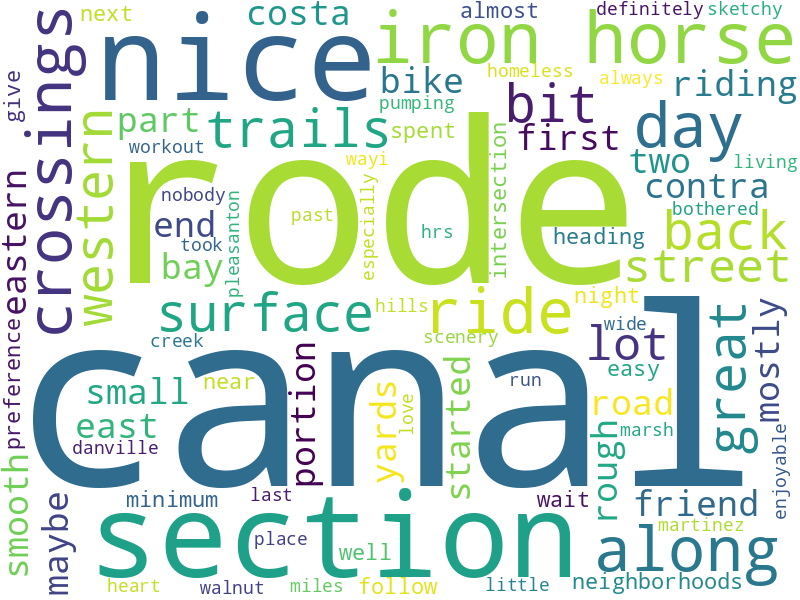 next
costa
almost
definitely
sketchy
give
crossings
nice
iron horse
homeless
always
bike
riding
pumping
part
trails
spent
bit
first
day
workout
western
wayi
intersection
two
living
contra
rode
nobody
eastern
end
took
pleasanton
past
especially
hrs
heading
bothered
back
bay
street
surface
hills
ride
night
creek
scenery
wide
lot
great
mostly
preference
canal
small
near
portion
love
run
easy
east
yards
started
road
danville
rough
marsh
enjoyable
smooth
maybe
minimum
last
wait
friend
section
place
well
along
martinez
heart
walnut
miles
follow
little
neighborhoods